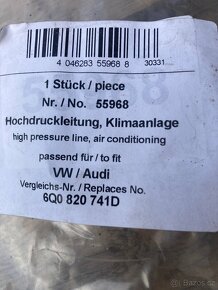 4 046283 55968 8
30331
1 Stück / piece
Nr. / No. 55968
Hochdruckleitung, Klimaanlage
high pressure line, air conditioning
passend für / to fit
VW / Audi
Vergleichs-Nr. / Replaces No.
6Q0 820 741D